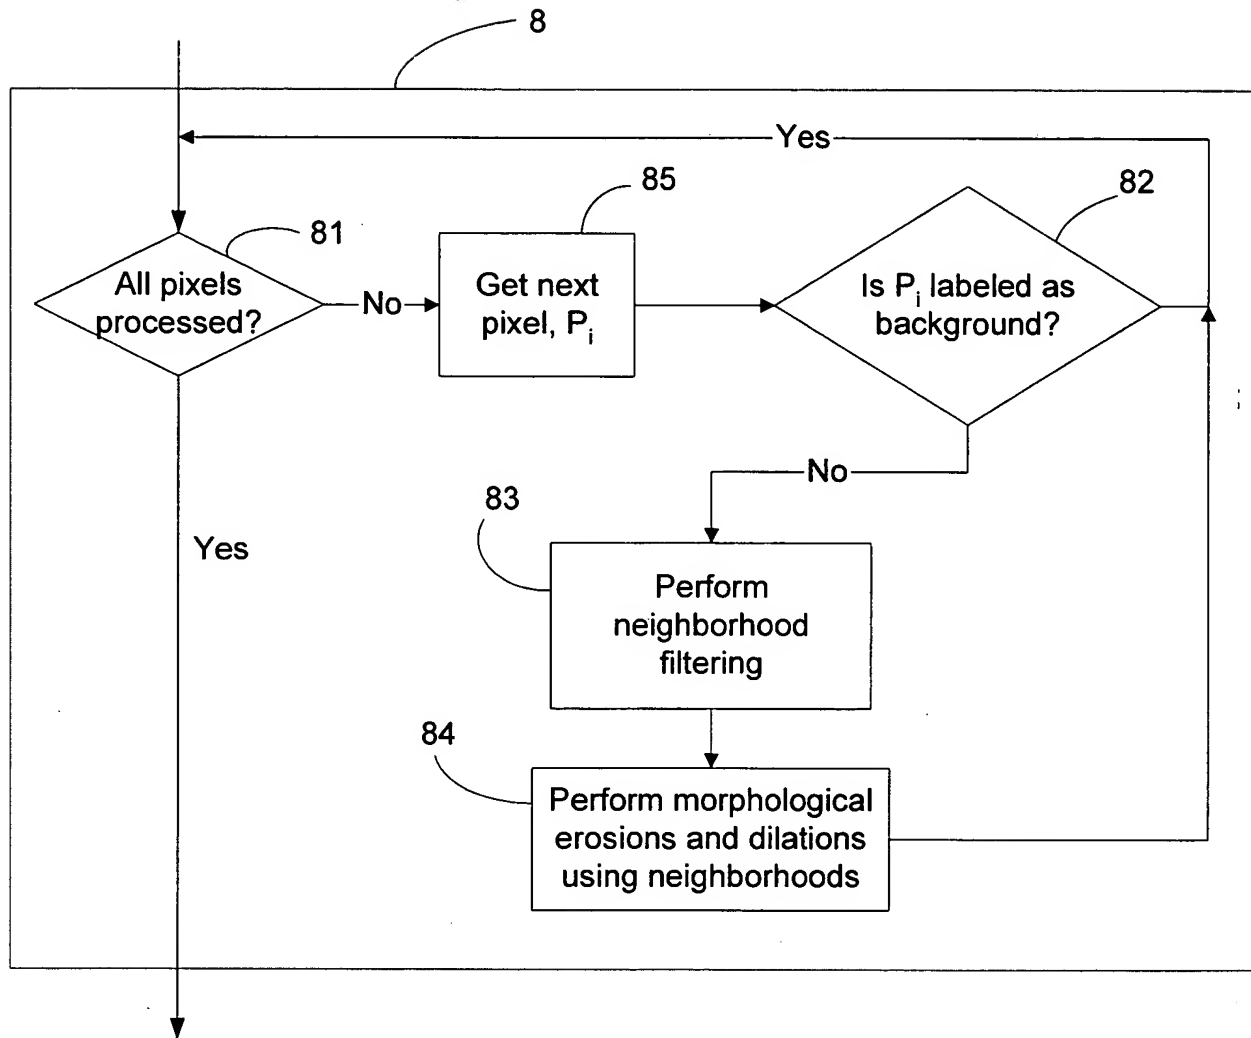 8
Yes
85
82
81
All pixels
processed?
No
Get next
pixel, Pi
Is Pi labeled as
background?
No
83
Yes
Perform
neighborhood
filtering
84
Perform morphological
erosions and dilations
using neighborhoods